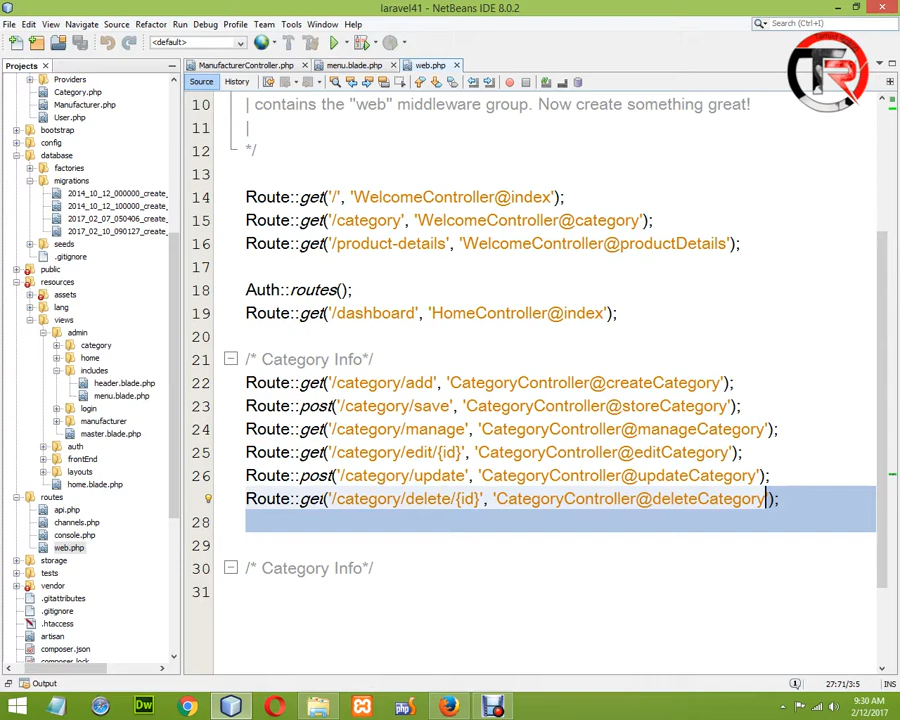 laravel41 - NetBeans IDE 8.0.2
File Edit View Navigate Source Refactor Run Debug Profile Team Tools Window Help
Search (Ctrl+I)
<default>
Projects
ManufacturerController.php
menu.blade.php
web.php
Source
History
Providers
Category.php
Manufacturer.php
User.php
bootstrap
config
database
factories
migrations
2014_10_12_000000_create_
2014_10_12_100000_create_
2017_02_07_050406_create_
2017_02_10_090127_create_
seeds
.gitignore
public
resources
assets
lang
views
admin
category
home
includes
header.blade.php
menu.blade.php
login
manufacturer
master.blade.php
auth
frontEnd
layouts
home.blade.php
routes
api.php
channels.php
console.php
web.php
storage
tests
vendor
.gitattributes
.gitignore
.htaccess
artisan
composer.json
composer.lock
10 | contains the "web" middleware group. Now create something great!
11 |
12 */
13
14 Route::get('/', 'WelcomeController@index');
15 Route::get('/category', 'WelcomeController@category');
16 Route::get('/product-details', 'WelcomeController@productDetails');
17
18 Auth::routes();
19 Route::get('/dashboard', 'HomeController@index');
20
21 /* Category Info*/
22 Route::get('/category/add', 'CategoryController@createCategory');
23 Route::post('/category/save', 'CategoryController@storeCategory');
24 Route::get('/category/manage', 'CategoryController@manageCategory');
25 Route::get('/category/edit/{id}', 'CategoryController@editCategory');
26 Route::post('/category/update', 'CategoryController@updateCategory');
Route::get('/category/delete/{id}', 'CategoryController@deleteCategory');
28
29
30 /* Category Info*/
31
Output
27:71/3:5
INS
TR
Dw
php
9:30 AM
2/12/2017